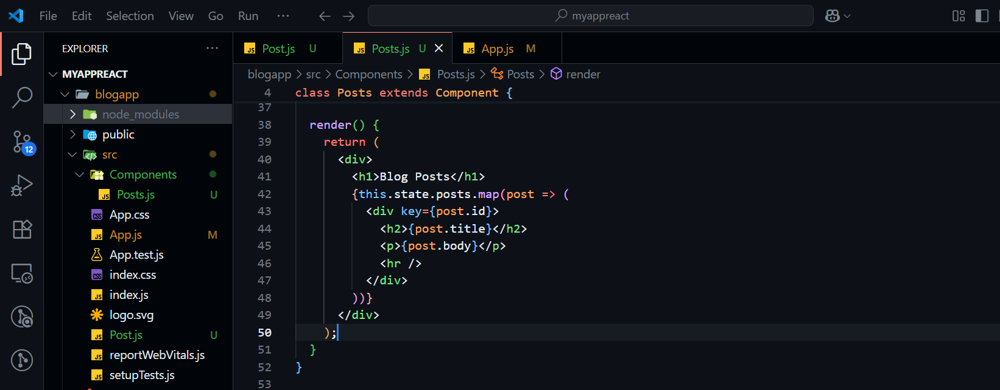 File Edit Selection View Go Run ··· myappreact
EXPLORER ···
MYAPPREACT
blogapp
node_modules
public
12
src
Components
Posts.js U
App.css
App.js M
App.test.js
index.css
index.js
logo.svg
Post.js U
reportWebVitals.js
setupTests.js
JS Post.js U JS Posts.js U JS App.js M
blogapp > src > Components > JS Posts.js > Posts > render
4 class Posts extends Component {
37
38 render() {
39 return (
40 <div>
41 <h1>Blog Posts</h1>
42 {this.state.posts.map(post => (
43 <div key={post.id}>
44 <h2>{post.title}</h2>
45 <p>{post.body}</p>
46 <hr />
47 </div>
48 ))}
49 </div>
50 );
51 }
52 }
53